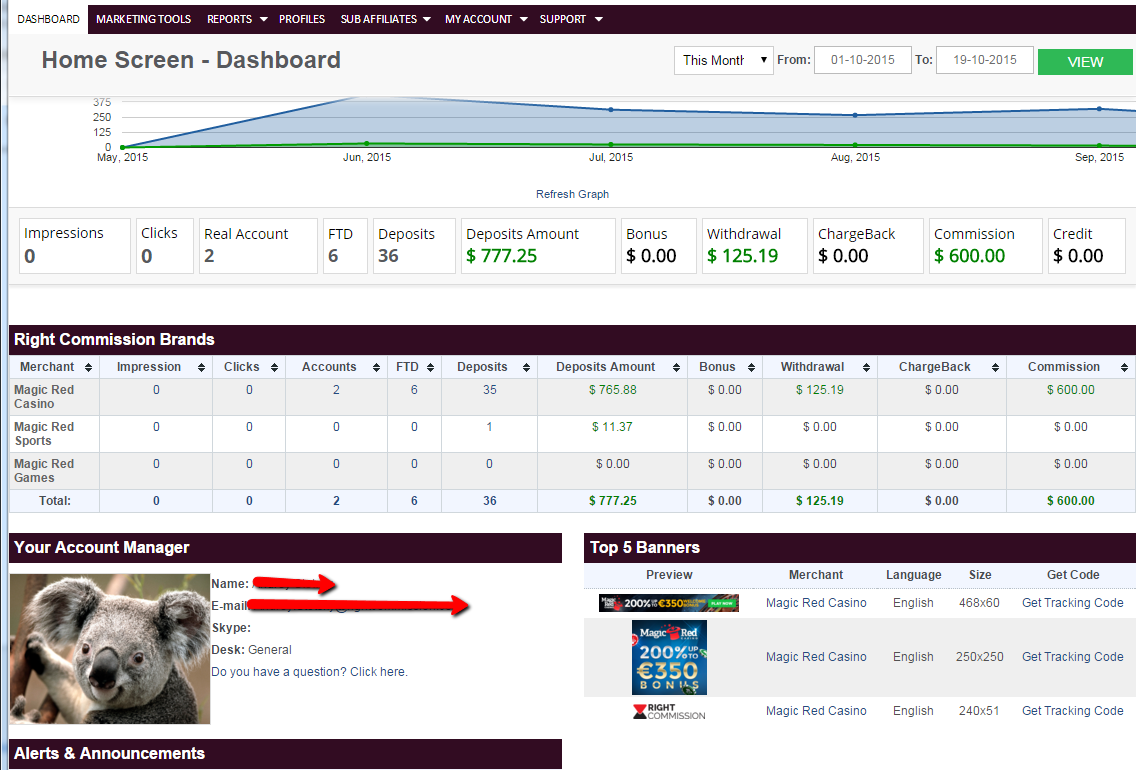 DASHBOARD MARKETING TOOLS REPORTS PROFILES SUB AFFILIATES MY ACCOUNT SUPPORT
Home Screen - Dashboard
This Month From: 01-10-2015 To: 19-10-2015 VIEW
375
250
125
0
May, 2015 Jun, 2015 Jul, 2015 Aug, 2015 Sep, 2015
Refresh Graph
Impressions Clicks Real Account FTD Deposits Deposits Amount Bonus Withdrawal ChargeBack Commission Credit
0 0 2 6 36 $ 777.25 $ 0.00 $ 125.19 $ 0.00 $ 600.00 $ 0.00
Right Commission Brands
Merchant Impression Clicks Accounts FTD Deposits Deposits Amount Bonus Withdrawal ChargeBack Commission
Magic Red Casino 0 0 2 6 35 $ 765.88 $ 0.00 $ 125.19 $ 0.00 $ 600.00
Magic Red Sports 0 0 0 0 1 $ 11.37 $ 0.00 $ 0.00 $ 0.00 $ 0.00
Magic Red Games 0 0 0 0 0 $ 0.00 $ 0.00 $ 0.00 $ 0.00 $ 0.00
Total: 0 0 2 6 36 $ 777.25 $ 0.00 $ 125.19 $ 0.00 $ 600.00
Your Account Manager
Name:
E-mail
Skype:
Desk: General
Do you have a question? Click here.
Top 5 Banners
Preview Merchant Language Size Get Code
200% UP TO €350 WELCOME BONUS PLAY NOW Magic Red Casino English 468x60 Get Tracking Code
Magic Red
CASINO
200% UP TO
€350
BONUS
Magic Red Casino English 250x250 Get Tracking Code
RIGHT
COMMISSION
Magic Red Casino English 240x51 Get Tracking Code
Alerts & Announcements